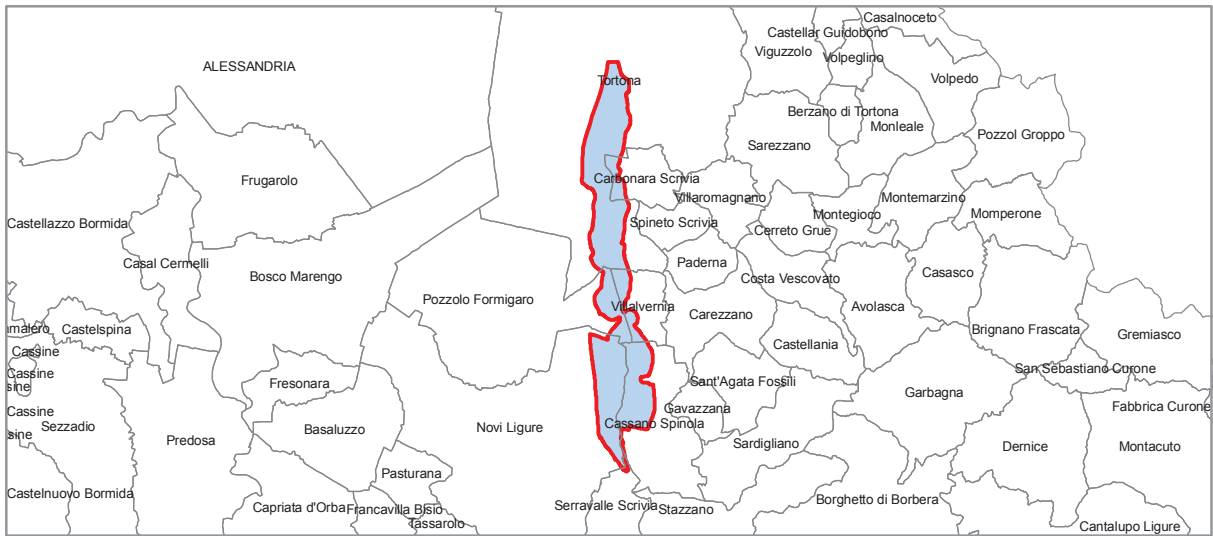 Casalnoceto
Castellar Guidobono
Viguzzolo
Volpeglino
ALESSANDRIA
Tortona
Volpedo
Berzano di Tortona
Monleale
Pozzol Groppo
Sarezzano
Frugarolo
Carbonara Scrivia
Villaromagnano
Montemarzino
Castellazzo Bormida
Spineto Scrivia
Montegioco
Momperone
Cerreto Grue
Casal Cermelli
Paderna
Bosco Marengo
Costa Vescovato
Casasco
Pozzolo Formigaro
Villalvernia
Carezzano
Avolasca
malero
Castelspina
Brignano Frascata
Gremiasco
Castellania
Cassine
San Sebastiano Curone
Cassine
Fresonara
Sant'Agata Fossili
sine
Garbagna
Cassine
Gavazzana
Fabbrica Curone
Sezzadio
Basaluzzo
Novi Ligure
Cassano Spinola
sine
Predosa
Sardigliano
Dernice
Montacuto
Pasturana
Castelnuovo Bormida
Borghetto di Borbera
Capriata d'Orba
Francavilla Bisio
Serravalle Scrivia
Stazzano
Tassarolo
Cantalupo Ligure